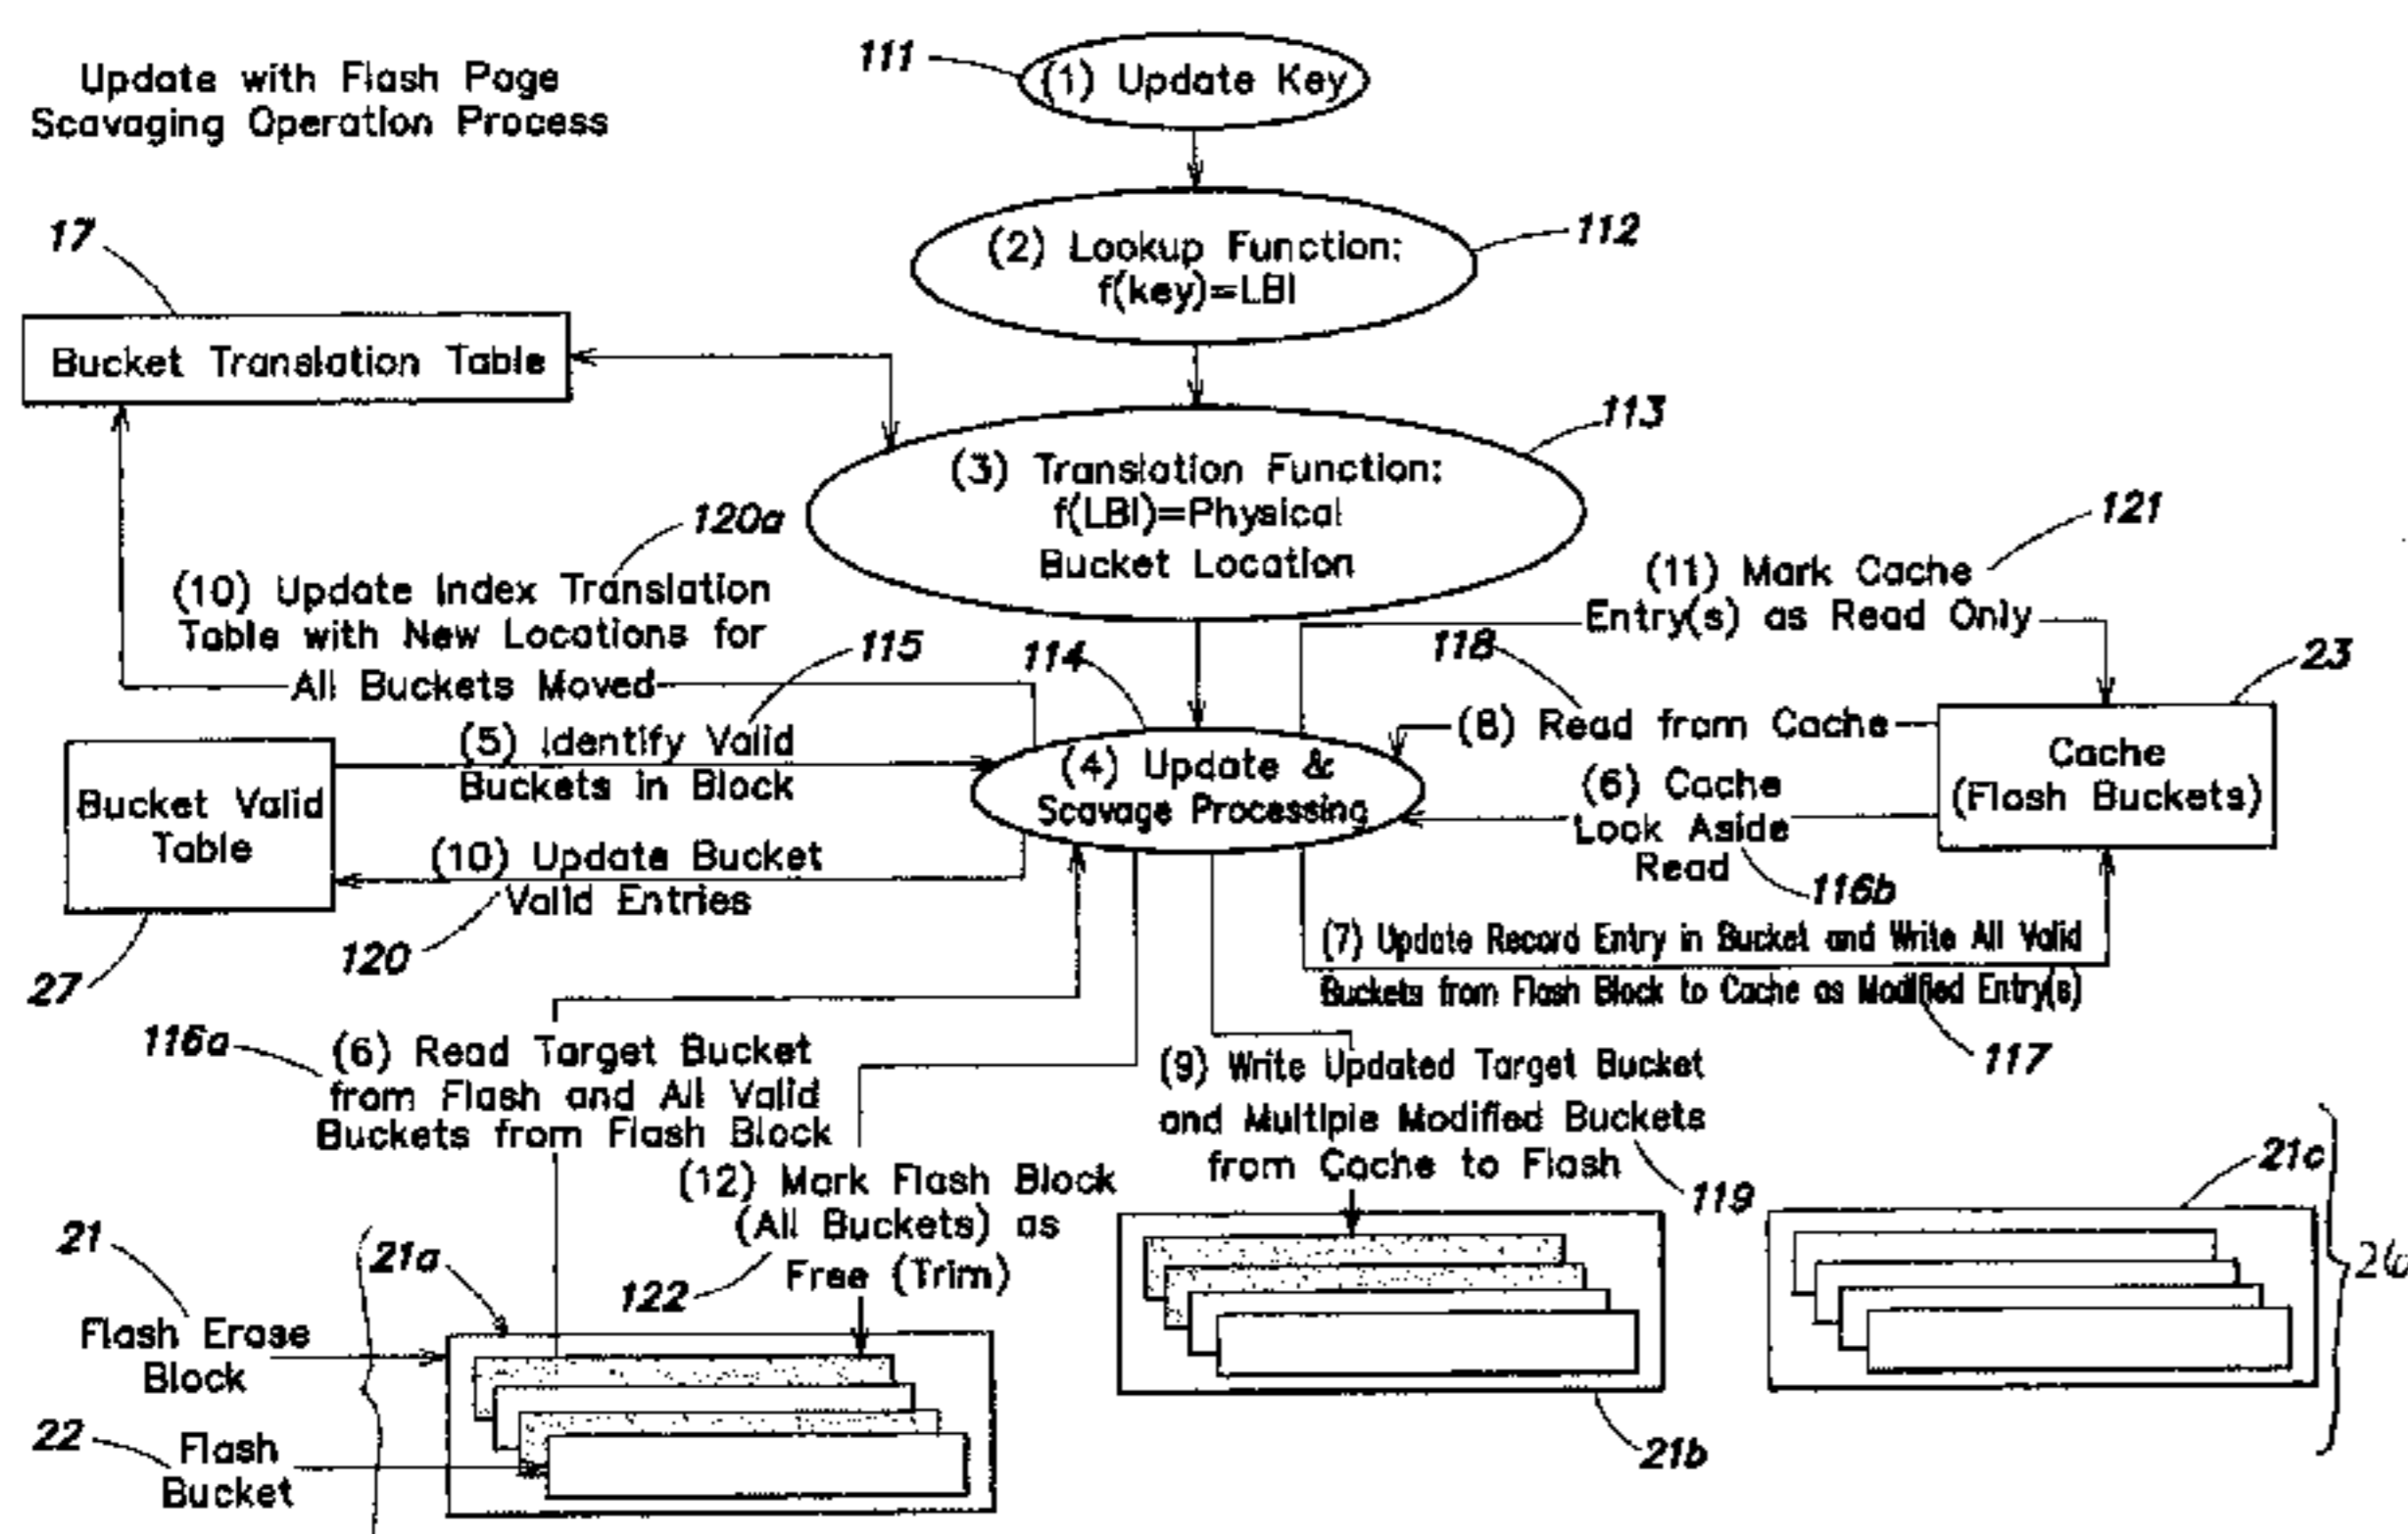 Update with Flash Page
Scavaging Operation Process
111
(1) Update Key
112
(2) Lookup Function:
f(key)=LBI
17
Bucket Translation Table
113
(3) Translation Function:
f(LBI)=Physical
Bucket Location
120a
(10) Update Index Translation
Table with New Locations for
All Buckets Moved
121
(11) Mark Cache
Entry(s) as Read Only
115
114
118
23
(8) Read from Cache
Cache
(Flash Buckets)
(5) Identify Valid
Buckets in Block
(4) Update &
Scavage Processing
(6) Cache
Look Aside
Read
116b
Bucket Valid
Table
(10) Update Bucket
Valid Entries
120
27
(7) Update Record Entry in Bucket and Write All Valid
Buckets from Flash Block to Cache as Modified Entry(s)
117
116a
(6) Read Target Bucket
from Flash and All Valid
Buckets from Flash Block
(9) Write Updated Target Bucket
and Multiple Modified Buckets
from Cache to Flash
119
(12) Mark Flash Block
(All Buckets) as
Free (Trim)
122
21
21a
Flash Erase
Block
22
Flash
Bucket
21b
21c